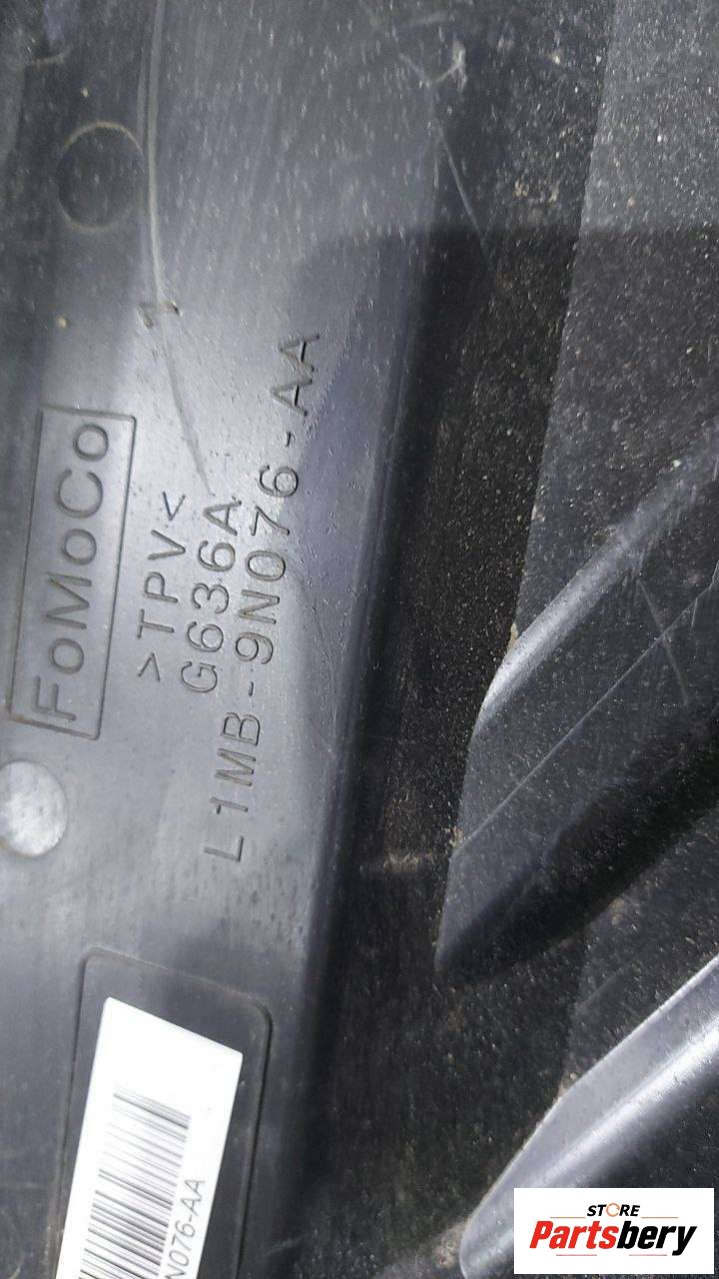 FoMoCo
>TPV<
G636A
L1MB-9N076-AA
N076-AA
STORE
Partsbery